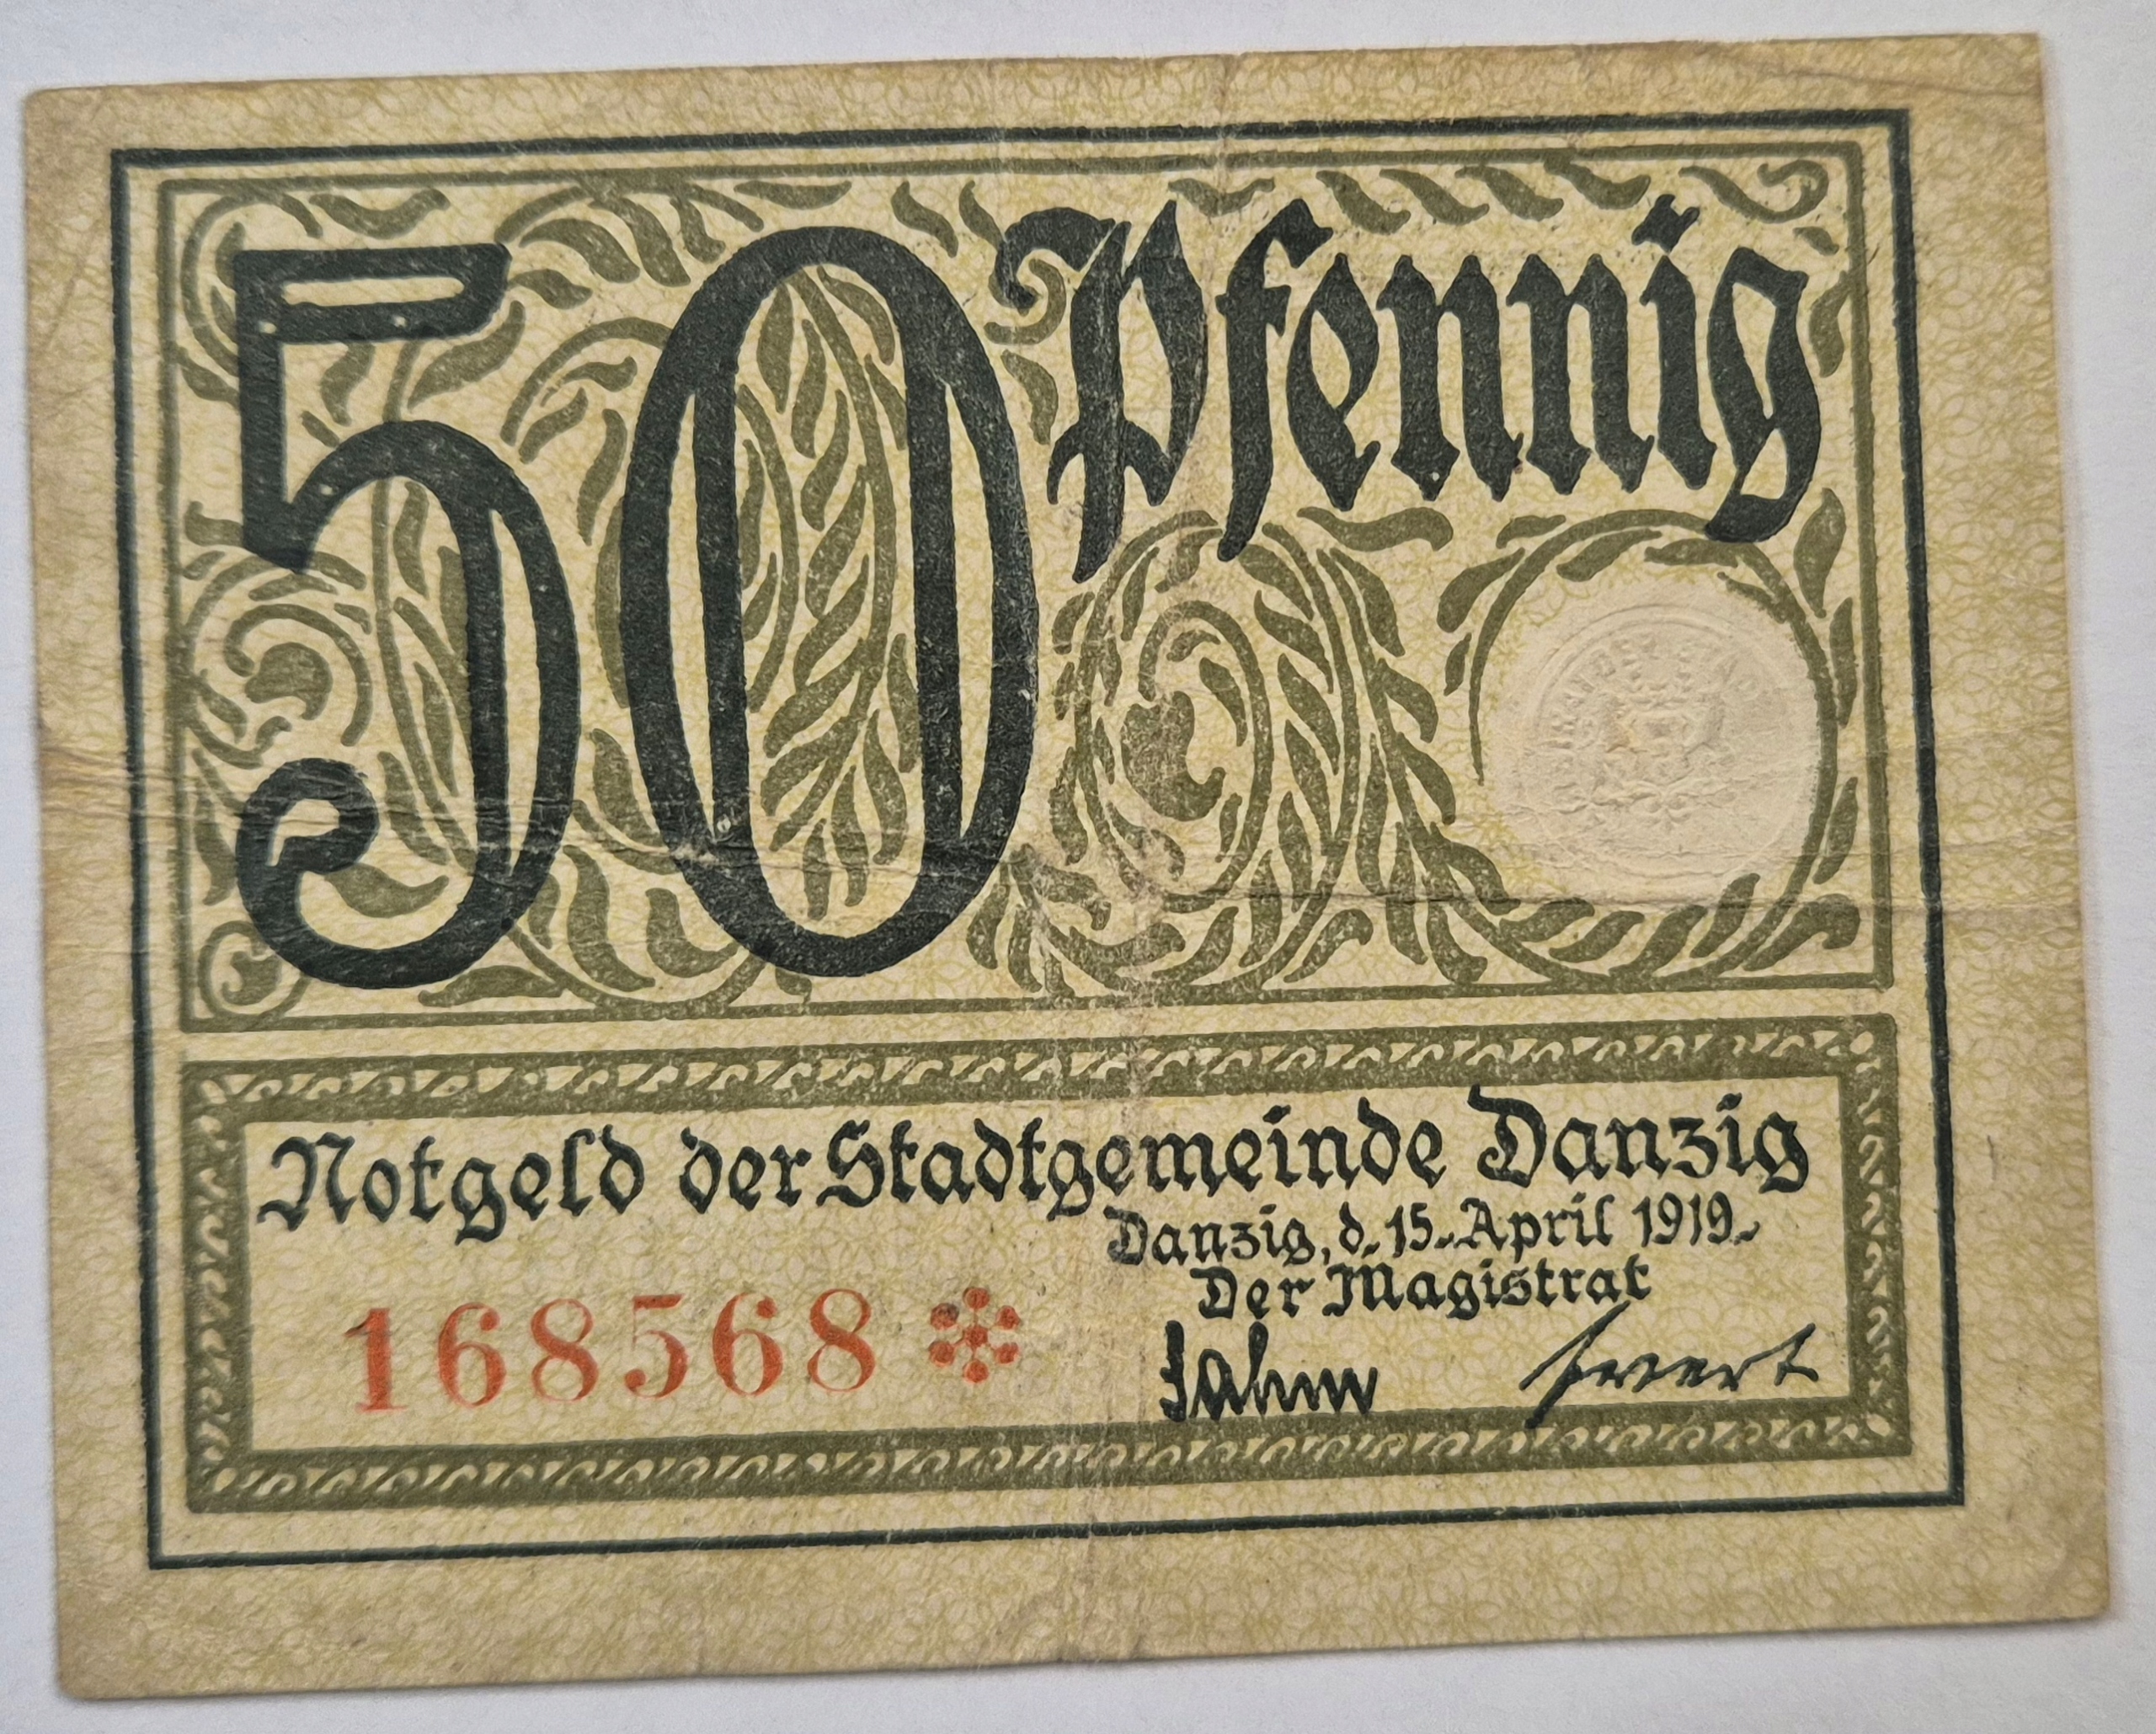 50 Pfennig
Notgeld der Stadtgemeinde Danzig
Danzig, d. 15. April 1919.
Der Magistrat
168568